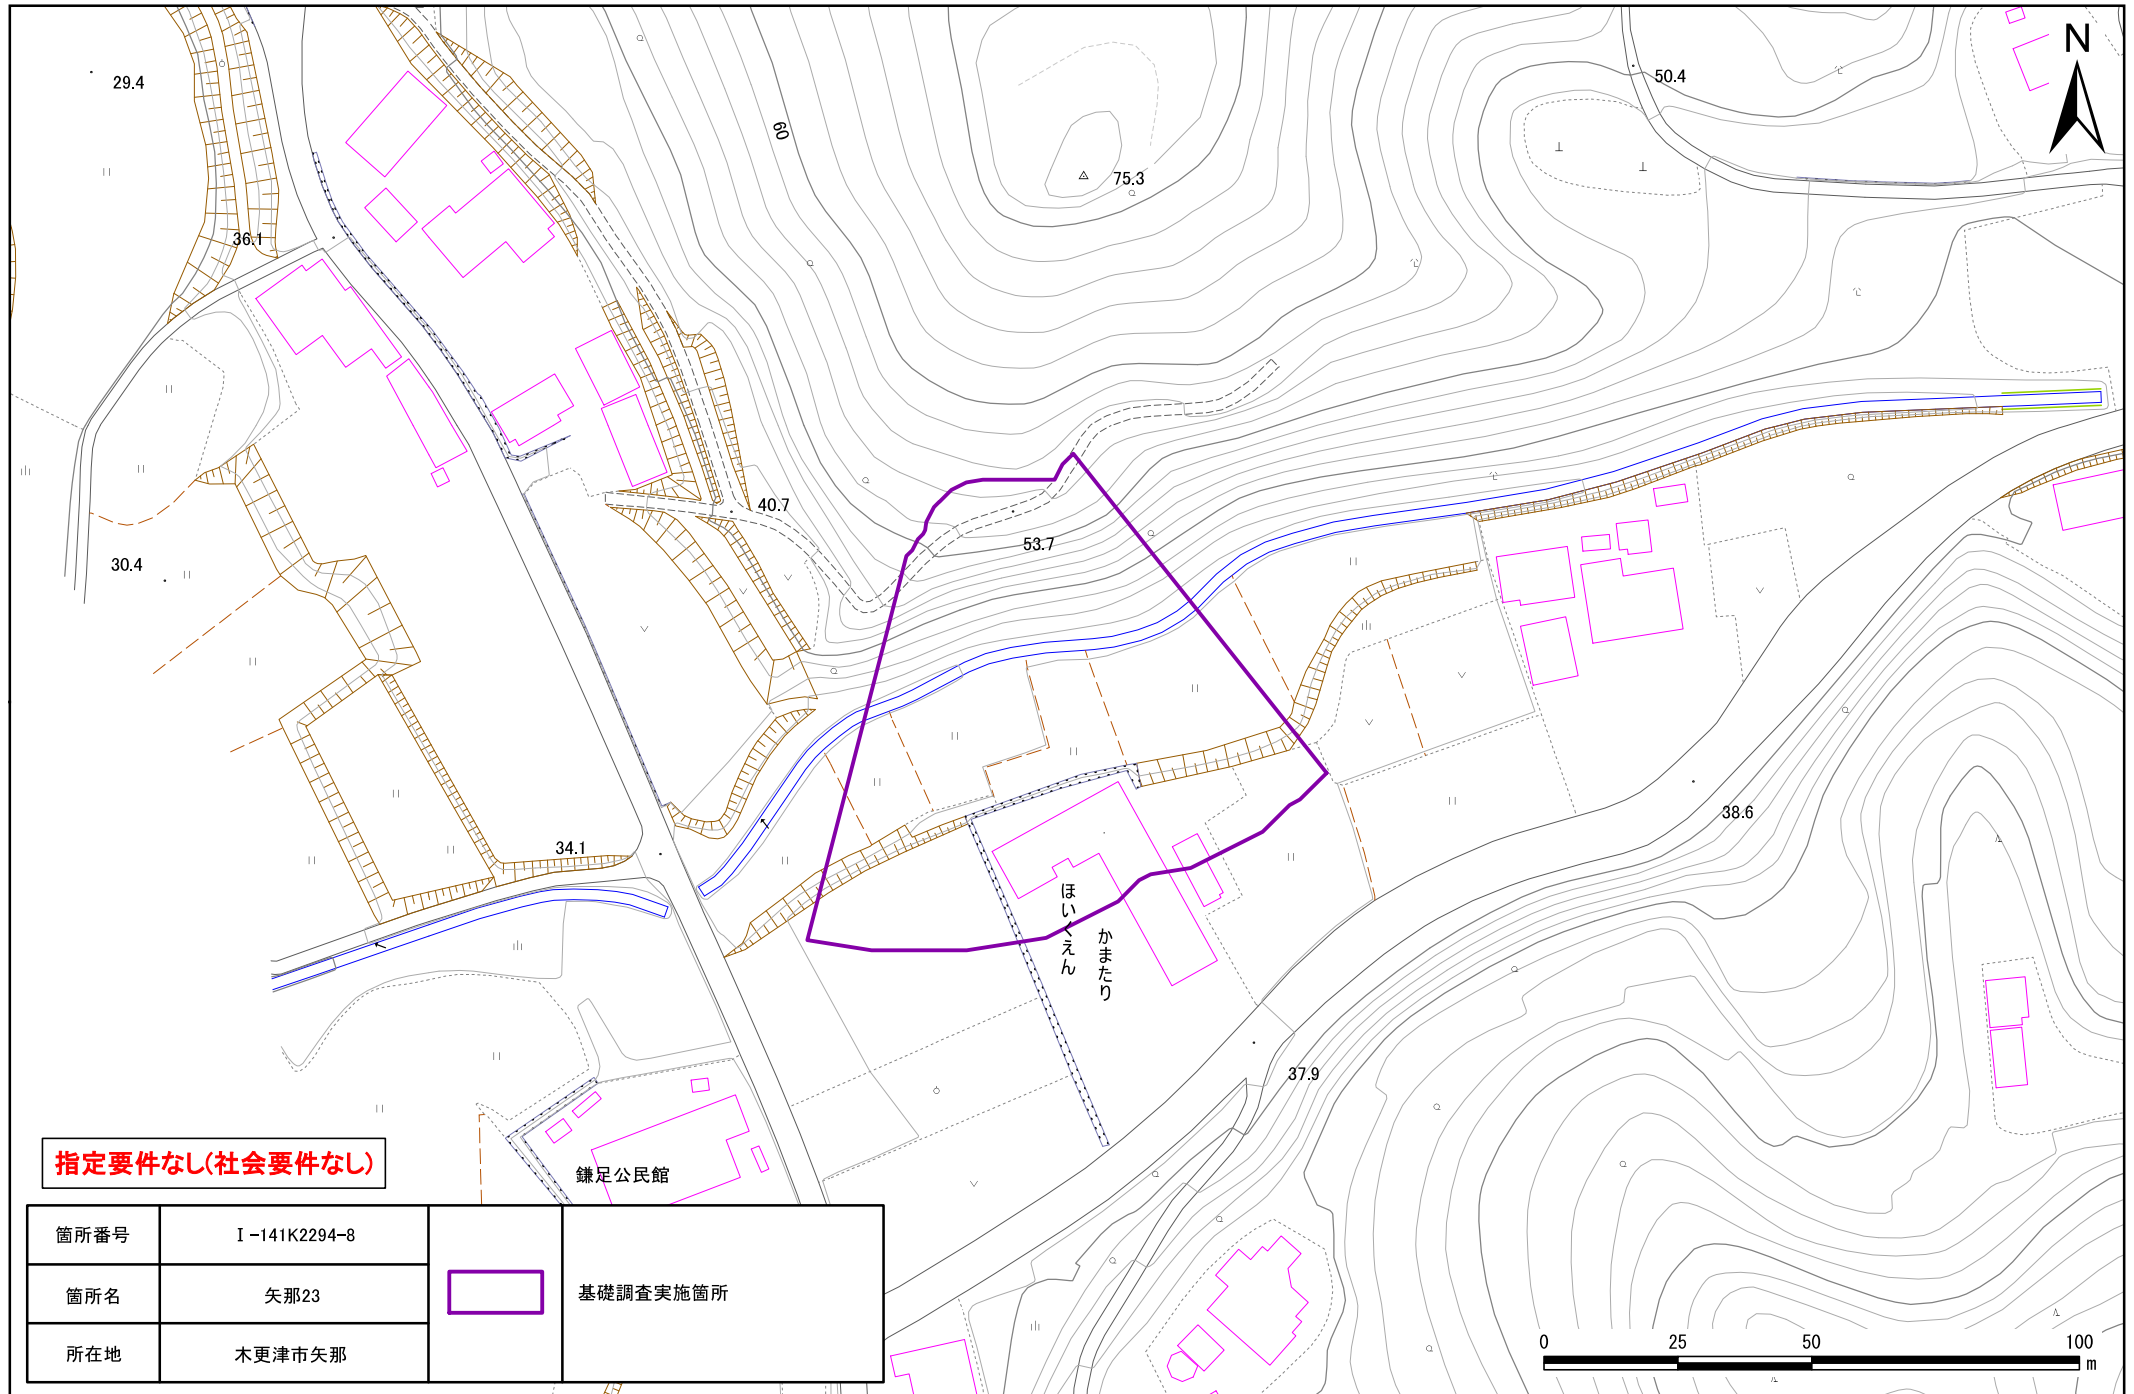 29.4
60
50.4
N
75.3
36.1
40.7
53.7
30.4
38.6
34.1
ほいくえん
かまたり
37.9
鎌足公民館
指定要件なし(社会要件なし)
箇所番号 Ⅰ-141K2294-8
箇所名 矢那23
所在地 木更津市矢那
基礎調査実施箇所
0 25 50 100
m